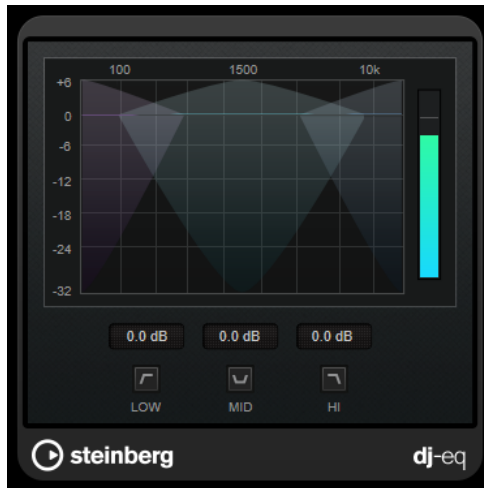 100 1500 10k
+6
0
-6
-12
-18
-24
-32
0.0 dB 0.0 dB 0.0 dB
LOW MID HI
steinberg dj-eq